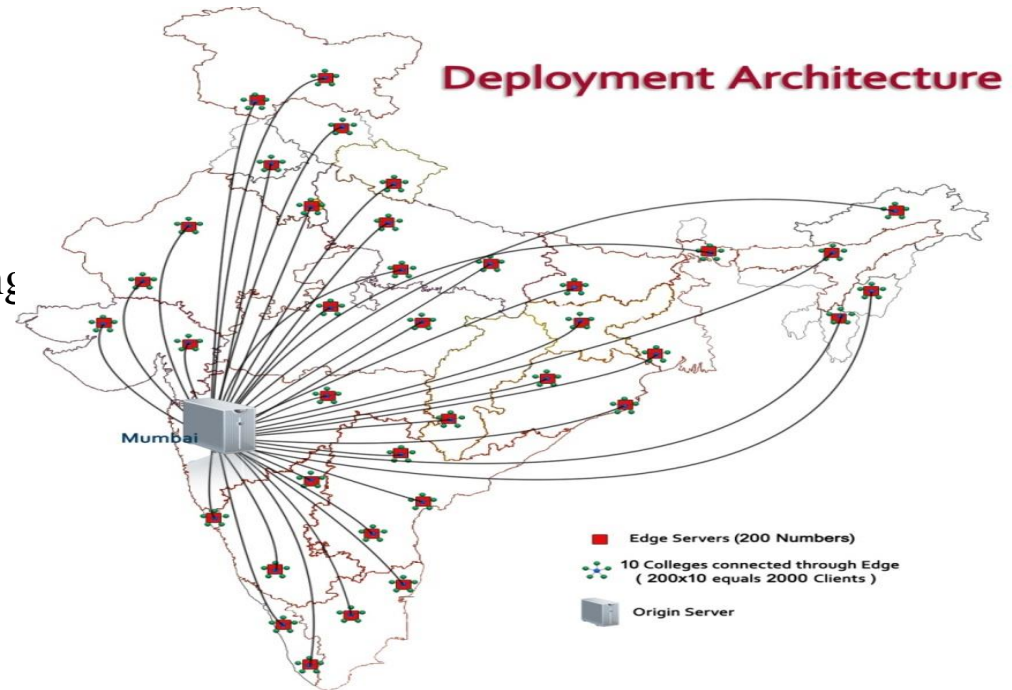 Deployment Architecture
Mumbai
Edge Servers (200 Numbers)
10 Colleges connected through Edge
( 200x10 equals 2000 Clients )
Origin Server